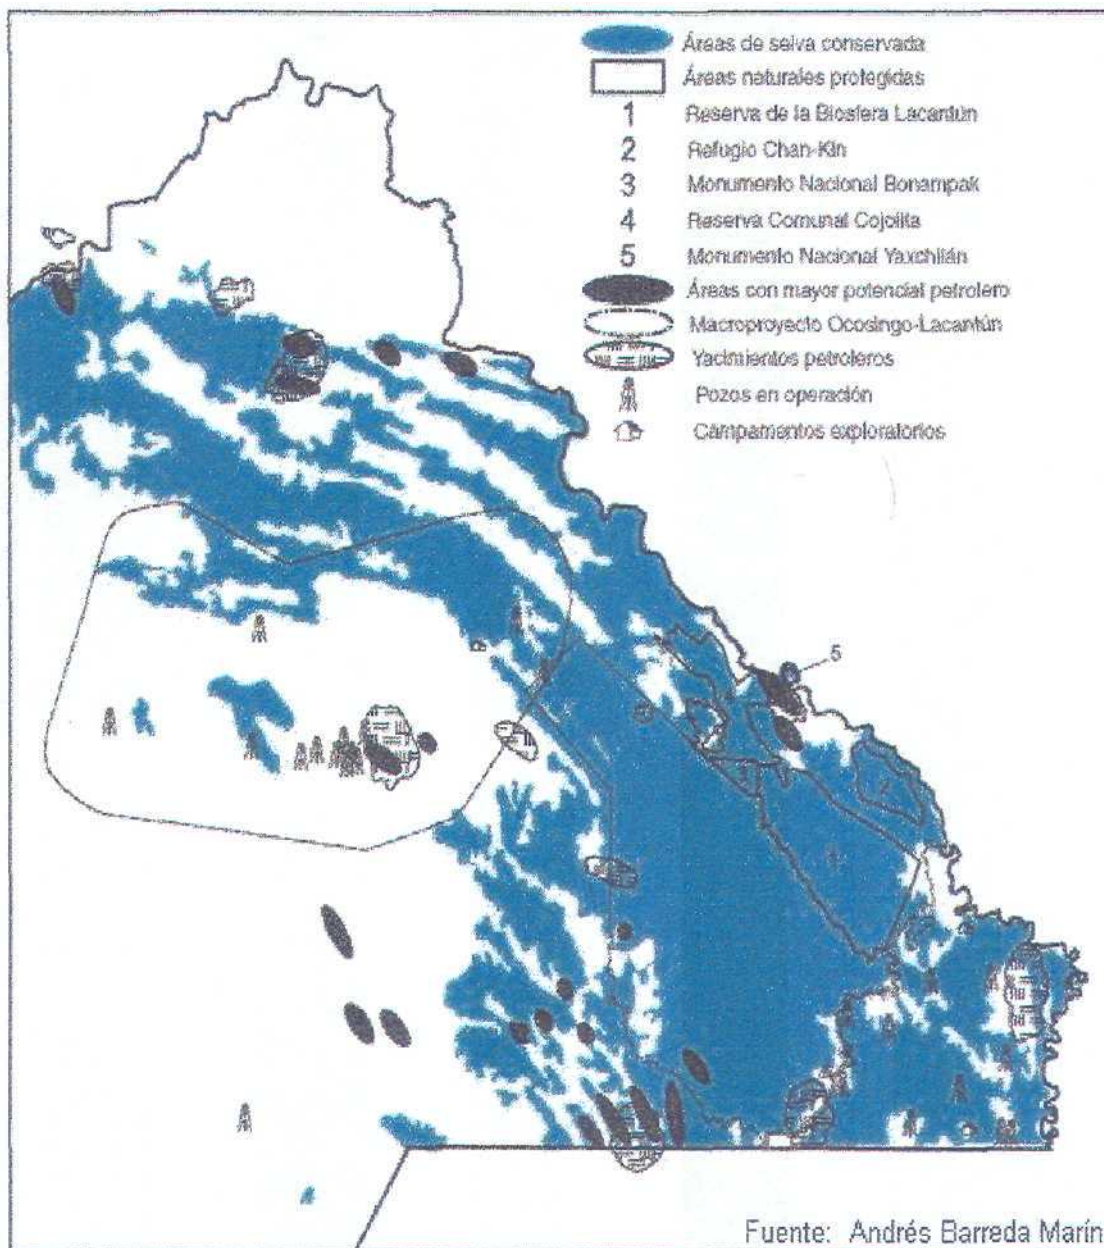 Áreas de selva conservada
Áreas naturales protegidas
1 Reserva de la Biosfera Lacantún
2 Refugio Chan-Kin
3 Monumento Nacional Bonampak
4 Reserva Comunal Cojolita
5 Monumento Nacional Yaxchilán
Áreas con mayor potencial petrolero
Macroproyecto Ocosingo-Lacantún
Yacimientos petroleros
Pozos en operación
Campamentos exploratorios
5
2
1
Fuente: Andrés Barreda Marín